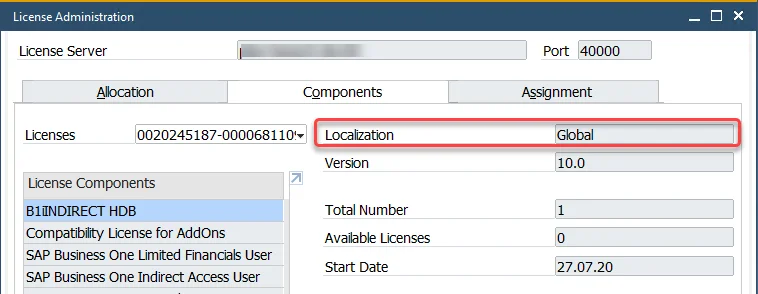 License Administration
License Server
Port 40000
Allocation Components Assignment
Licenses 0020245187-000068110 Localization Global
Version 10.0
License Components
B1iINDIRECT HDB Total Number 1
Compatibility License for AddOns Available Licenses 0
SAP Business One Limited Financials User Start Date 27.07.20
SAP Business One Indirect Access User